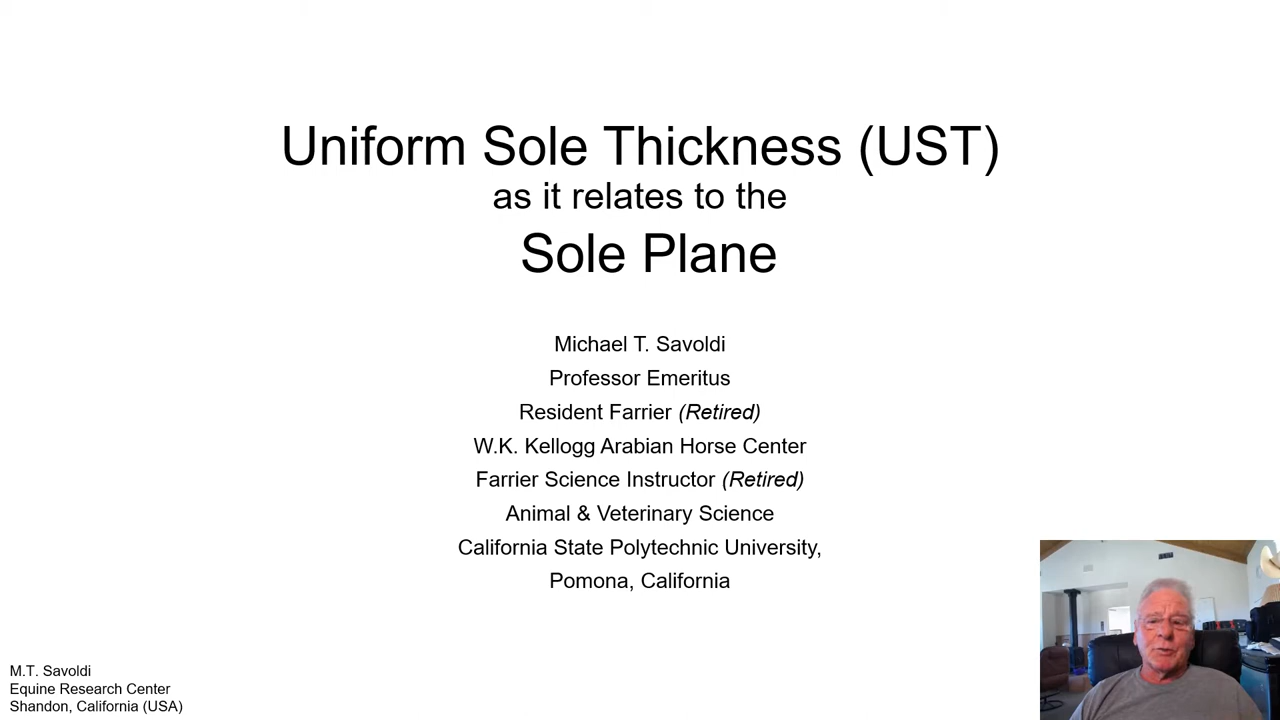 Uniform Sole Thickness (UST)
as it relates to the
Sole Plane
Michael T. Savoldi
Professor Emeritus
Resident Farrier (Retired)
W.K. Kellogg Arabian Horse Center
Farrier Science Instructor (Retired)
Animal & Veterinary Science
California State Polytechnic University,
Pomona, California
M.T. Savoldi
Equine Research Center
Shandon, California (USA)